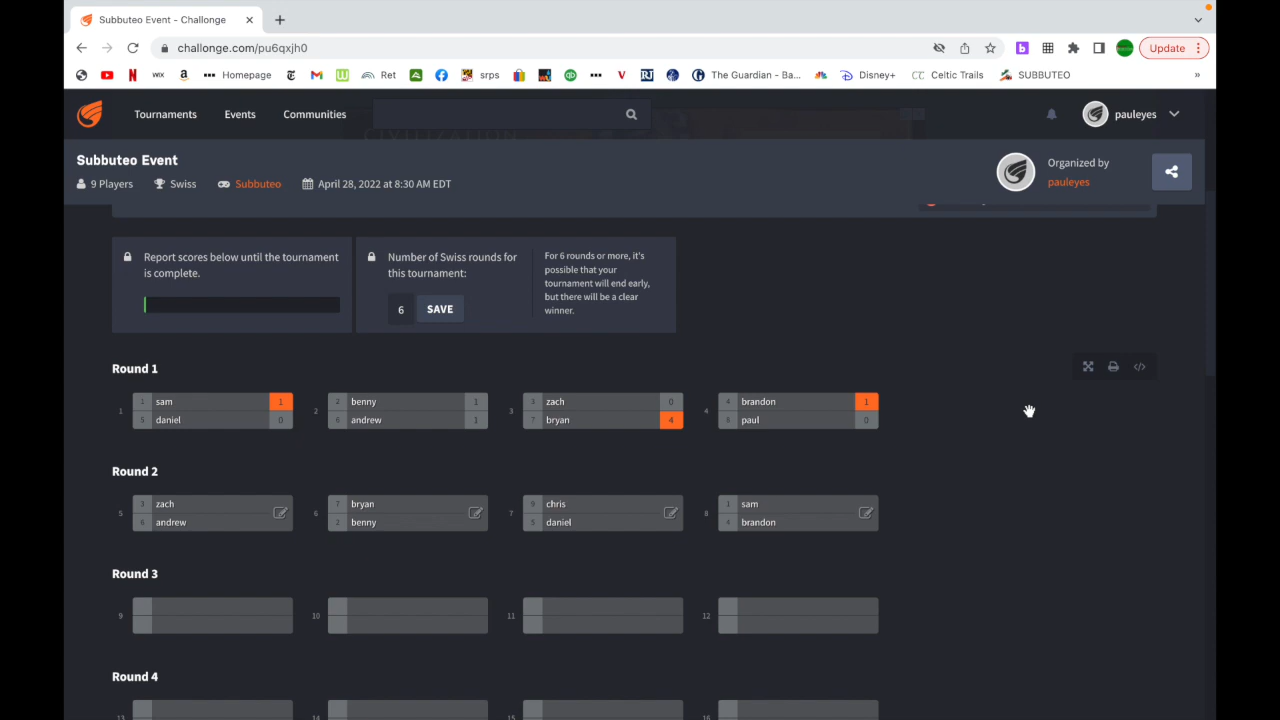 Subbuteo Event - Challonge
challonge.com/pu6qxjh0
Update
Homepage
Ret
srps
The Guardian - Ba...
Disney+
Celtic Trails
SUBBUTEO
»
Tournaments
Events
Communities
pauleyes
Subbuteo Event
9 Players
Swiss
Subbuteo
April 28, 2022 at 8:30 AM EDT
Organized by
pauleyes
Report scores below until the tournament
is complete.
Number of Swiss rounds for
this tournament:
6
SAVE
For 6 rounds or more, it's
possible that your
tournament will end early,
but there will be a clear
winner.
Round 1
1
1 sam 1
5 daniel 0
2
2 benny 1
6 andrew 1
3
3 zach 0
7 bryan 4
4
4 brandon 1
8 paul 0
Round 2
5
3 zach
6 andrew
6
7 bryan
2 benny
7
9 chris
5 daniel
8
1 sam
4 brandon
Round 3
9
10
11
12
Round 4
13
14
15
16